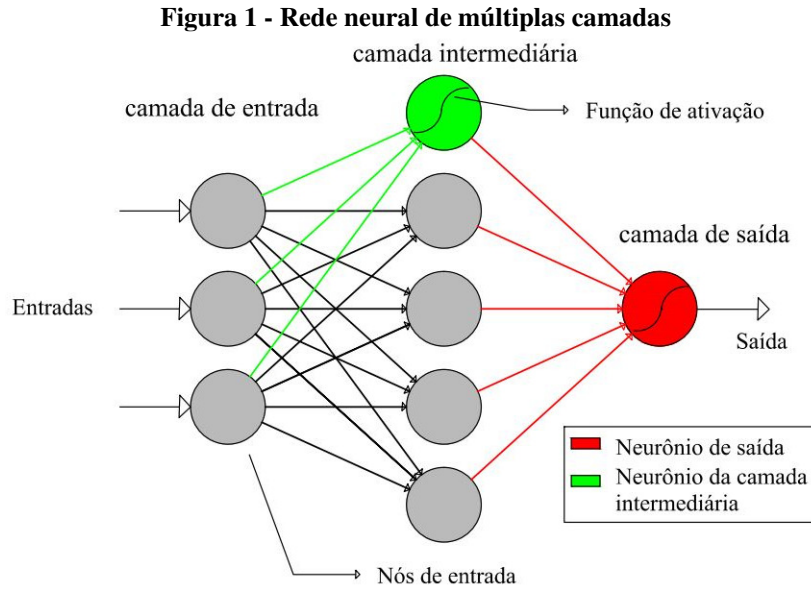 Figura 1 - Rede neural de múltiplas camadas
camada intermediária
camada de entrada
Função de ativação
camada de saída
Entradas
Saída
Neurônio de saída
Neurônio da camada
intermediária
Nós de entrada